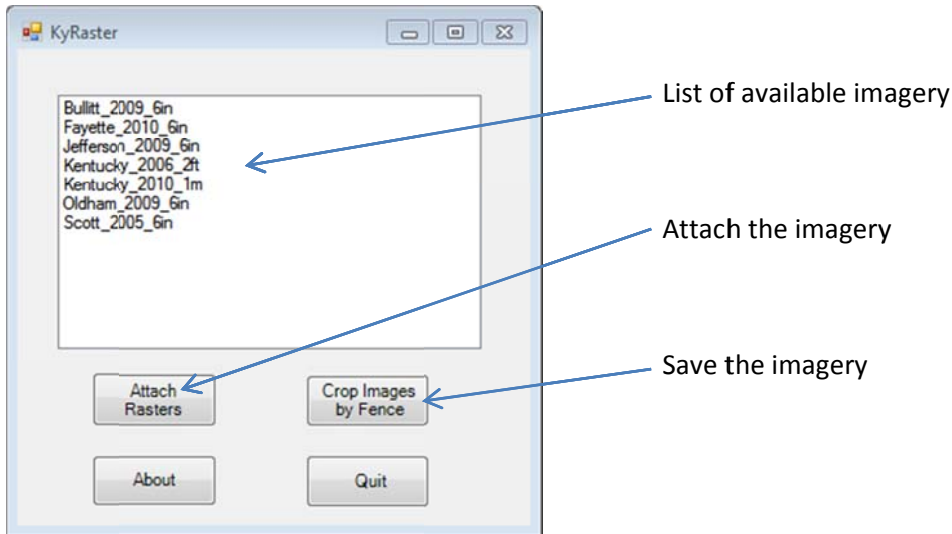 KyRaster
Bullitt_2009_6in
Fayette_2010_6in
Jefferson_2009_6in
Kentucky_2006_2ft
Kentucky_2010_1m
Oldham_2009_6in
Scott_2005_6in
List of available imagery
Attach the imagery
Save the imagery
Attach
Rasters
Crop Images
by Fence
About
Quit